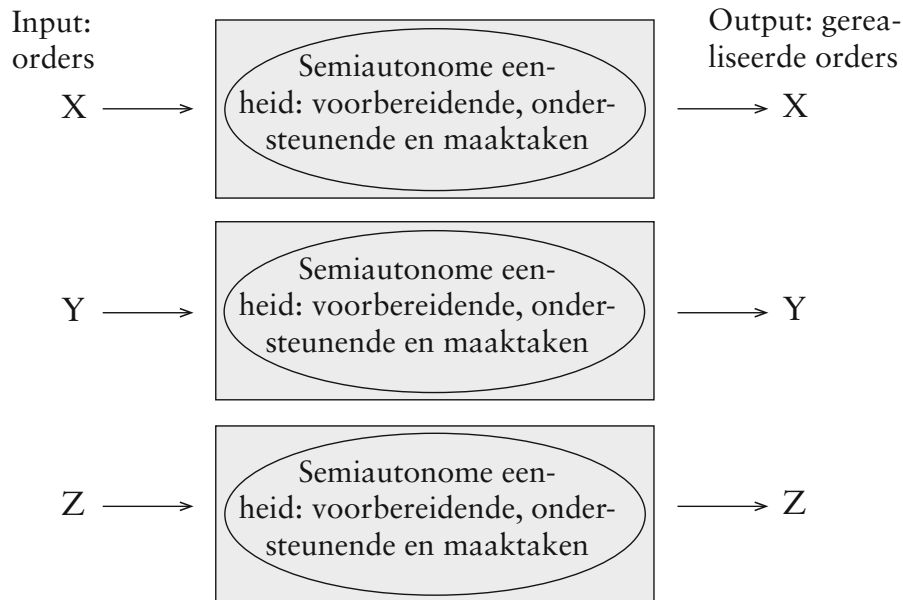 Input:
orders
Output: gerea-
liseerde orders
X
Semiautonome een-
heid: voorbereidende, onder-
steunende en maaktaken
X
Y
Semiautonome een-
heid: voorbereidende, onder-
steunende en maaktaken
Y
Z
Semiautonome een-
heid: voorbereidende, onder-
steunende en maaktaken
Z